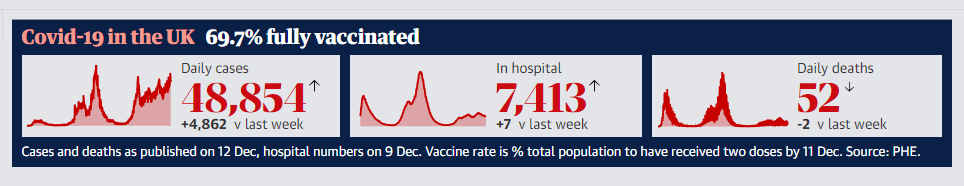 Covid-19 in the UK 69.7% fully vaccinated
Daily cases
48,854↑
+4,862 v last week
In hospital
7,413↑
+7 v last week
Daily deaths
52↓
-2 v last week
Cases and deaths as published on 12 Dec, hospital numbers on 9 Dec. Vaccine rate is % total population to have received two doses by 11 Dec. Source: PHE.